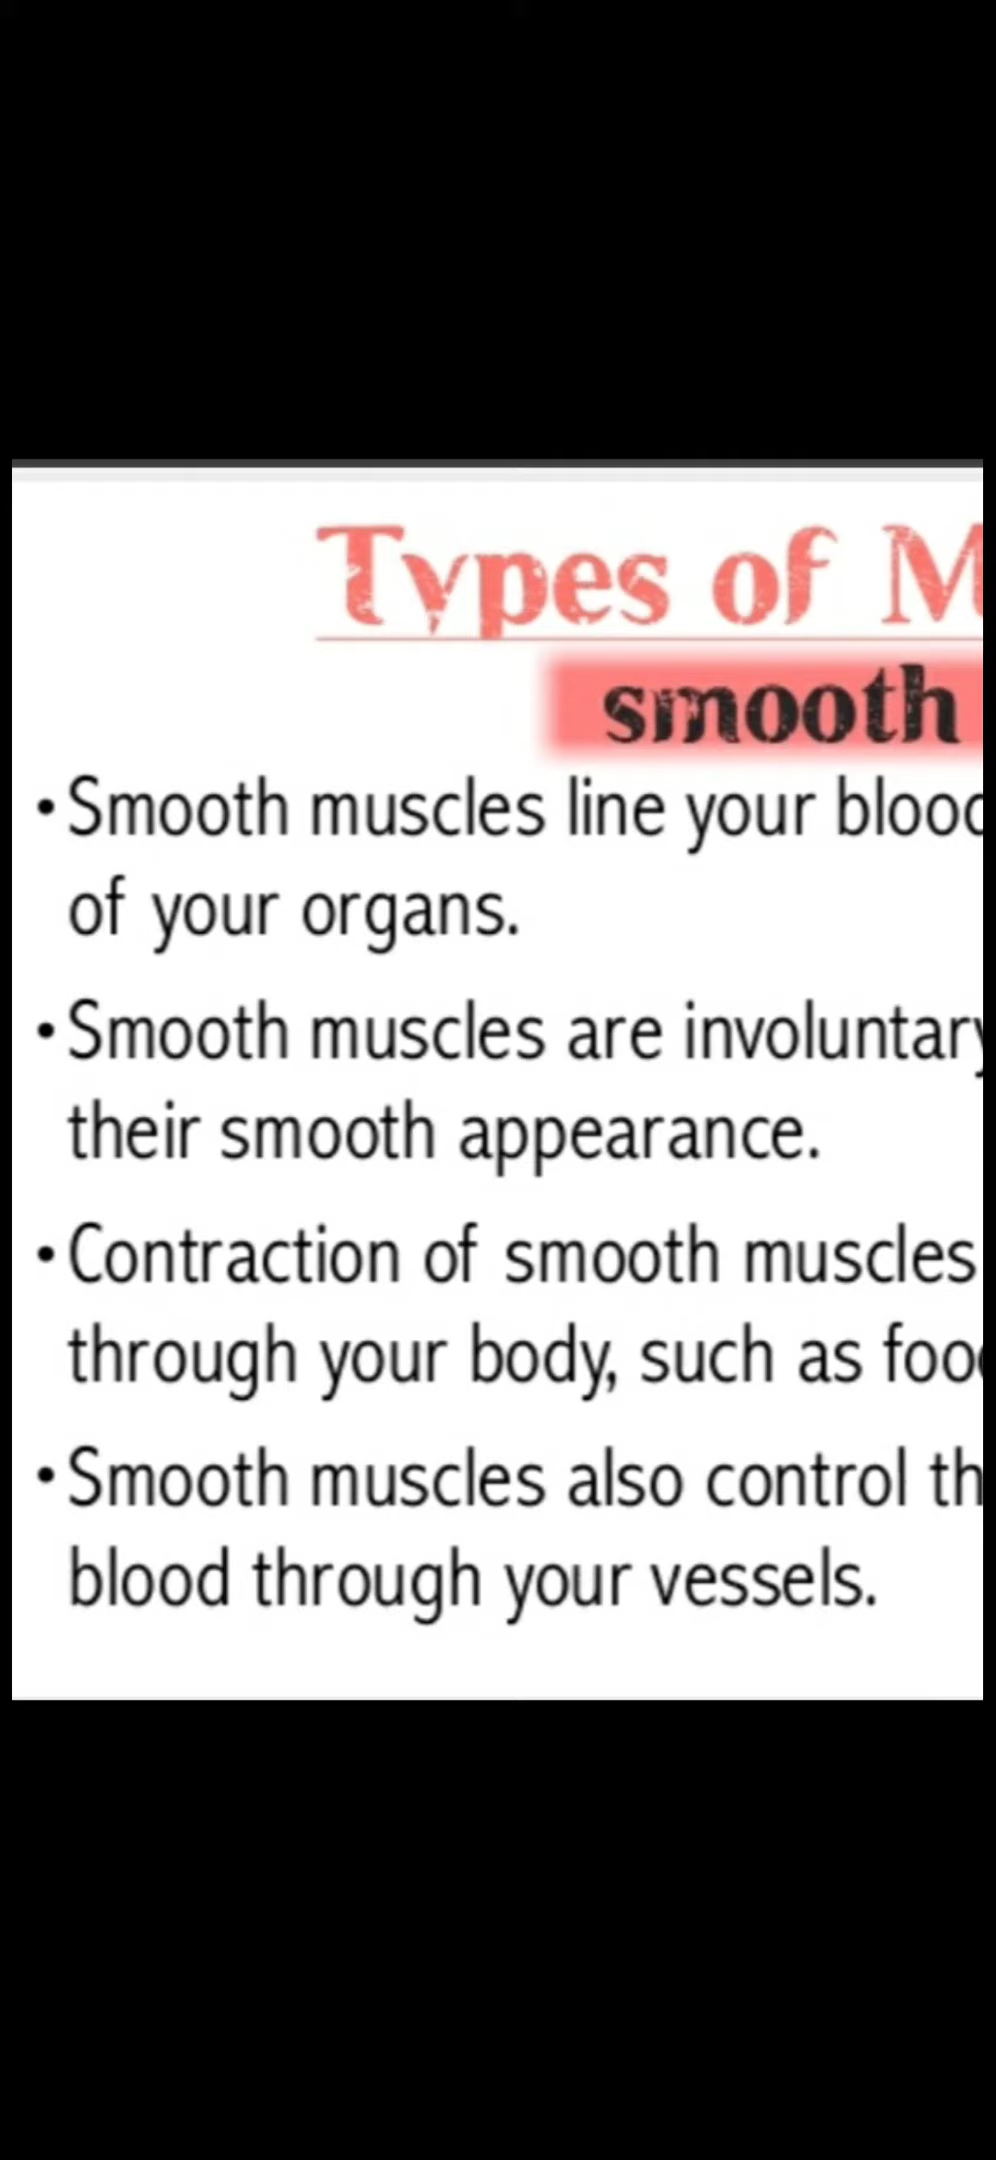 Types of M
smooth
• Smooth muscles line your blood
of your organs.
• Smooth muscles are involuntary
their smooth appearance.
• Contraction of smooth muscles
through your body, such as food
• Smooth muscles also control th
blood through your vessels.